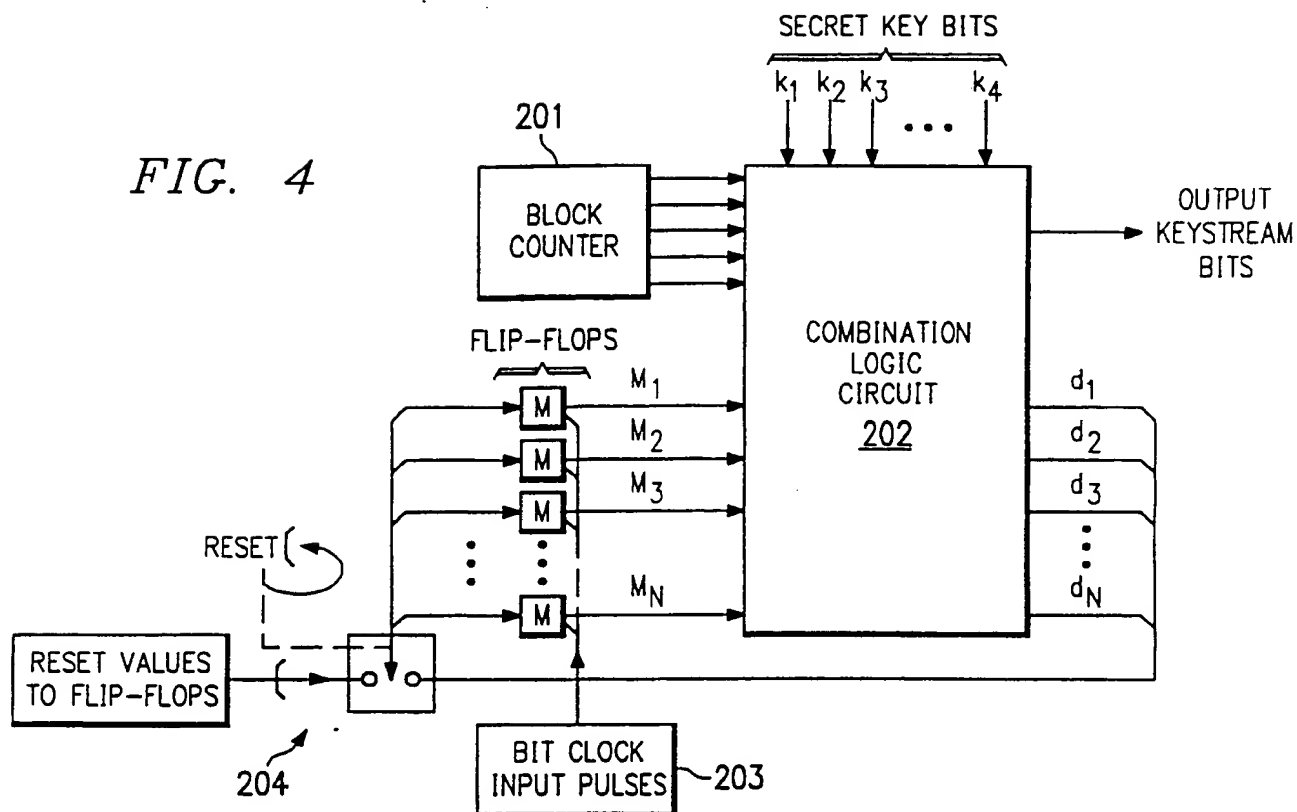 SECRET KEY BITS
k1 k2 k3 ••• k4
201
FIG. 4
BLOCK
COUNTER
OUTPUT
KEYSTREAM
BITS
COMBINATION
LOGIC
CIRCUIT
202
FLIP-FLOPS
M M1
M M2
M M3
M MN
d1
d2
d3
dN
RESET
RESET VALUES
TO FLIP-FLOPS
204
BIT CLOCK
INPUT PULSES
203